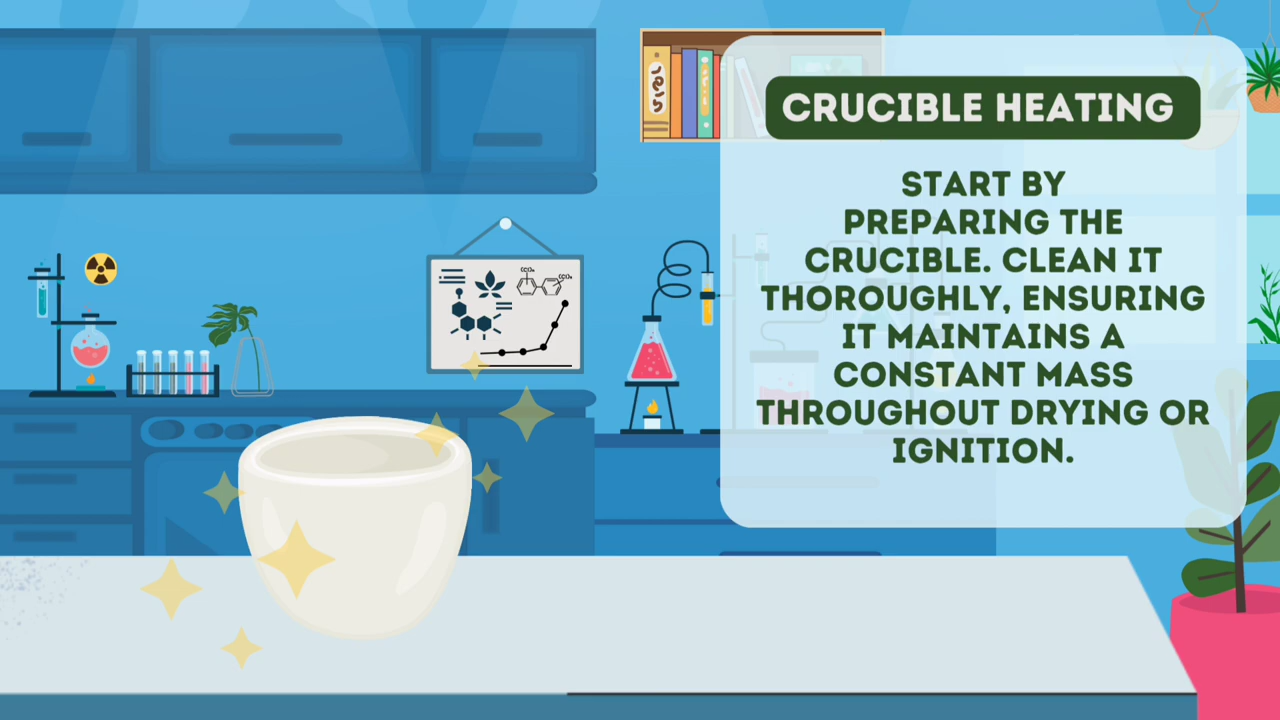 CRUCIBLE HEATING
START BY
PREPARING THE
CRUCIBLE. CLEAN IT
THOROUGHLY, ENSURING
IT MAINTAINS A
CONSTANT MASS
THROUGHOUT DRYING OR
IGNITION.